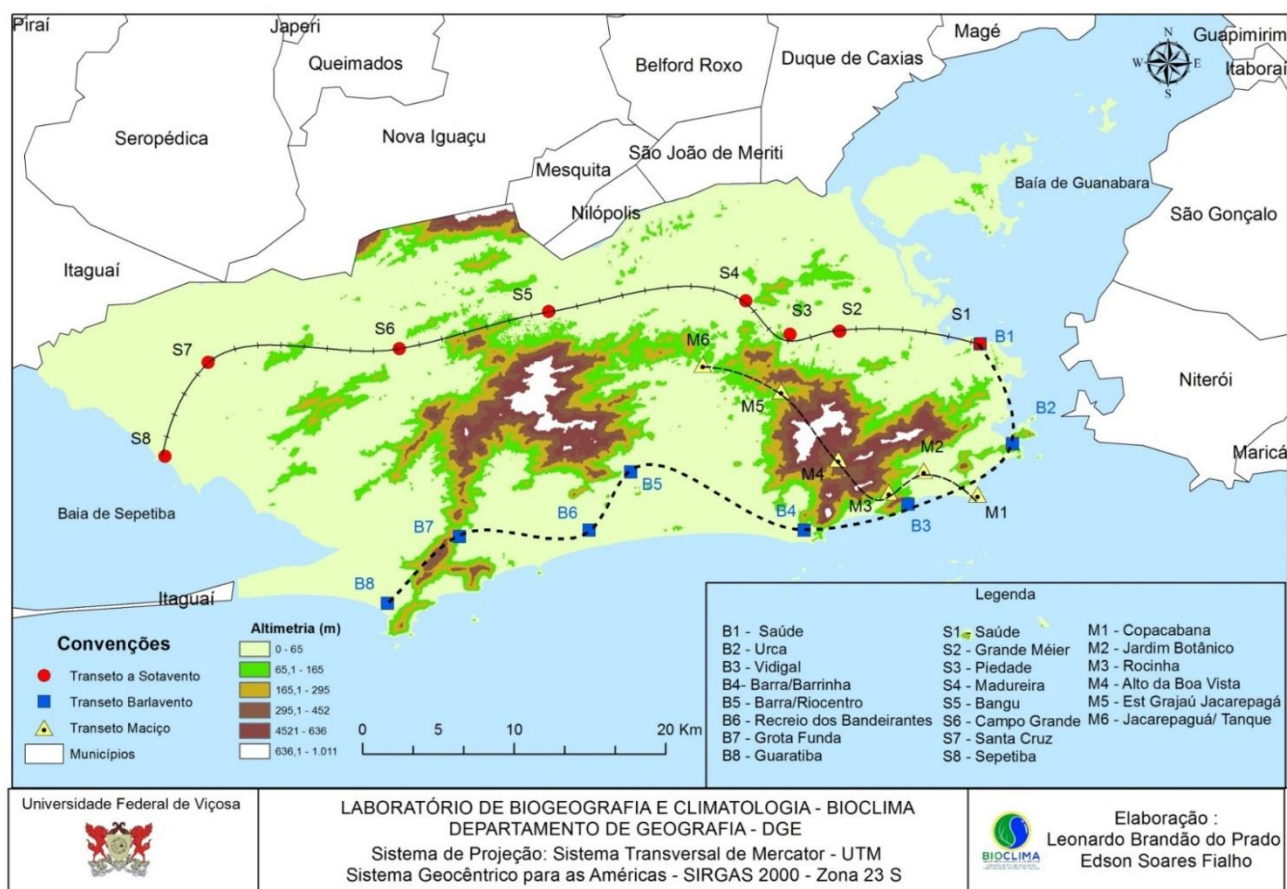 Piraí
Japeri
Queimados
Belford Roxo
Duque de Caxias
Magé
Guapimirim
Itaboraí
N
W E
S
Seropédica
Nova Iguaçu
Mesquita
São João de Meriti
Nilópolis
Baía de Guanabara
São Gonçalo
Itaguaí
S4
S5
S3
S2
S1
B1
S6
M6
S7
M5
B2
Niterói
S8
M2
M4
Maricá
Baia de Sepetiba
B5
M3
M1
B7
B6
B4
B3
B8
Itaguaí
Convenções
Transeto a Sotavento
Transeto Barlavento
Transeto Maciço
Municípios
Altimetria (m)
0 - 65
65,1 - 165
165,1 - 295
295,1 - 452
4521 - 636
636,1 - 1.011
0 5 10 20 Km
Legenda
B1 - Saúde
B2 - Urca
B3 - Vidigal
B4- Barra/Barrinha
B5 - Barra/Riocentro
B6 - Recreio dos Bandeirantes
B7 - Grota Funda
B8 - Guaratiba
S1 - Saúde
S2 - Grande Méier
S3 - Piedade
S4 - Madureira
S5 - Bangu
S6 - Campo Grande
S7 - Santa Cruz
S8 - Sepetiba
M1 - Copacabana
M2 - Jardim Botânico
M3 - Rocinha
M4 - Alto da Boa Vista
M5 - Est Grajaú Jacarepagá
M6 - Jacarepaguá/ Tanque
Universidade Federal de Viçosa
LABORATÓRIO DE BIOGEOGRAFIA E CLIMATOLOGIA - BIOCLIMA
DEPARTAMENTO DE GEOGRAFIA - DGE
Sistema de Projeção: Sistema Transversal de Mercator - UTM
Sistema Geocêntrico para as Américas - SIRGAS 2000 - Zona 23 S
BIOCLIMA
Elaboração :
Leonardo Brandão do Prado
Edson Soares Fialho